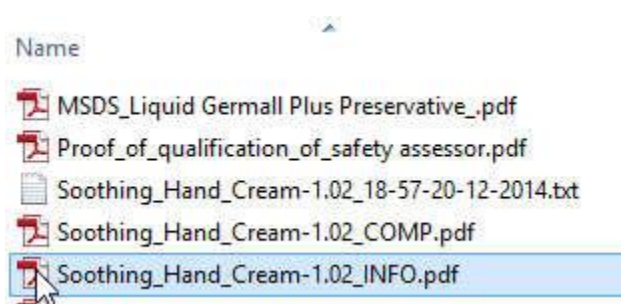 Name
MSDS_Liquid Germall Plus Preservative_.pdf
Proof_of_qualification_of_safety assessor.pdf
Soothing_Hand_Cream-1.02_18-57-20-12-2014.txt
Soothing_Hand_Cream-1.02_COMP.pdf
Soothing_Hand_Cream-1.02_INFO.pdf